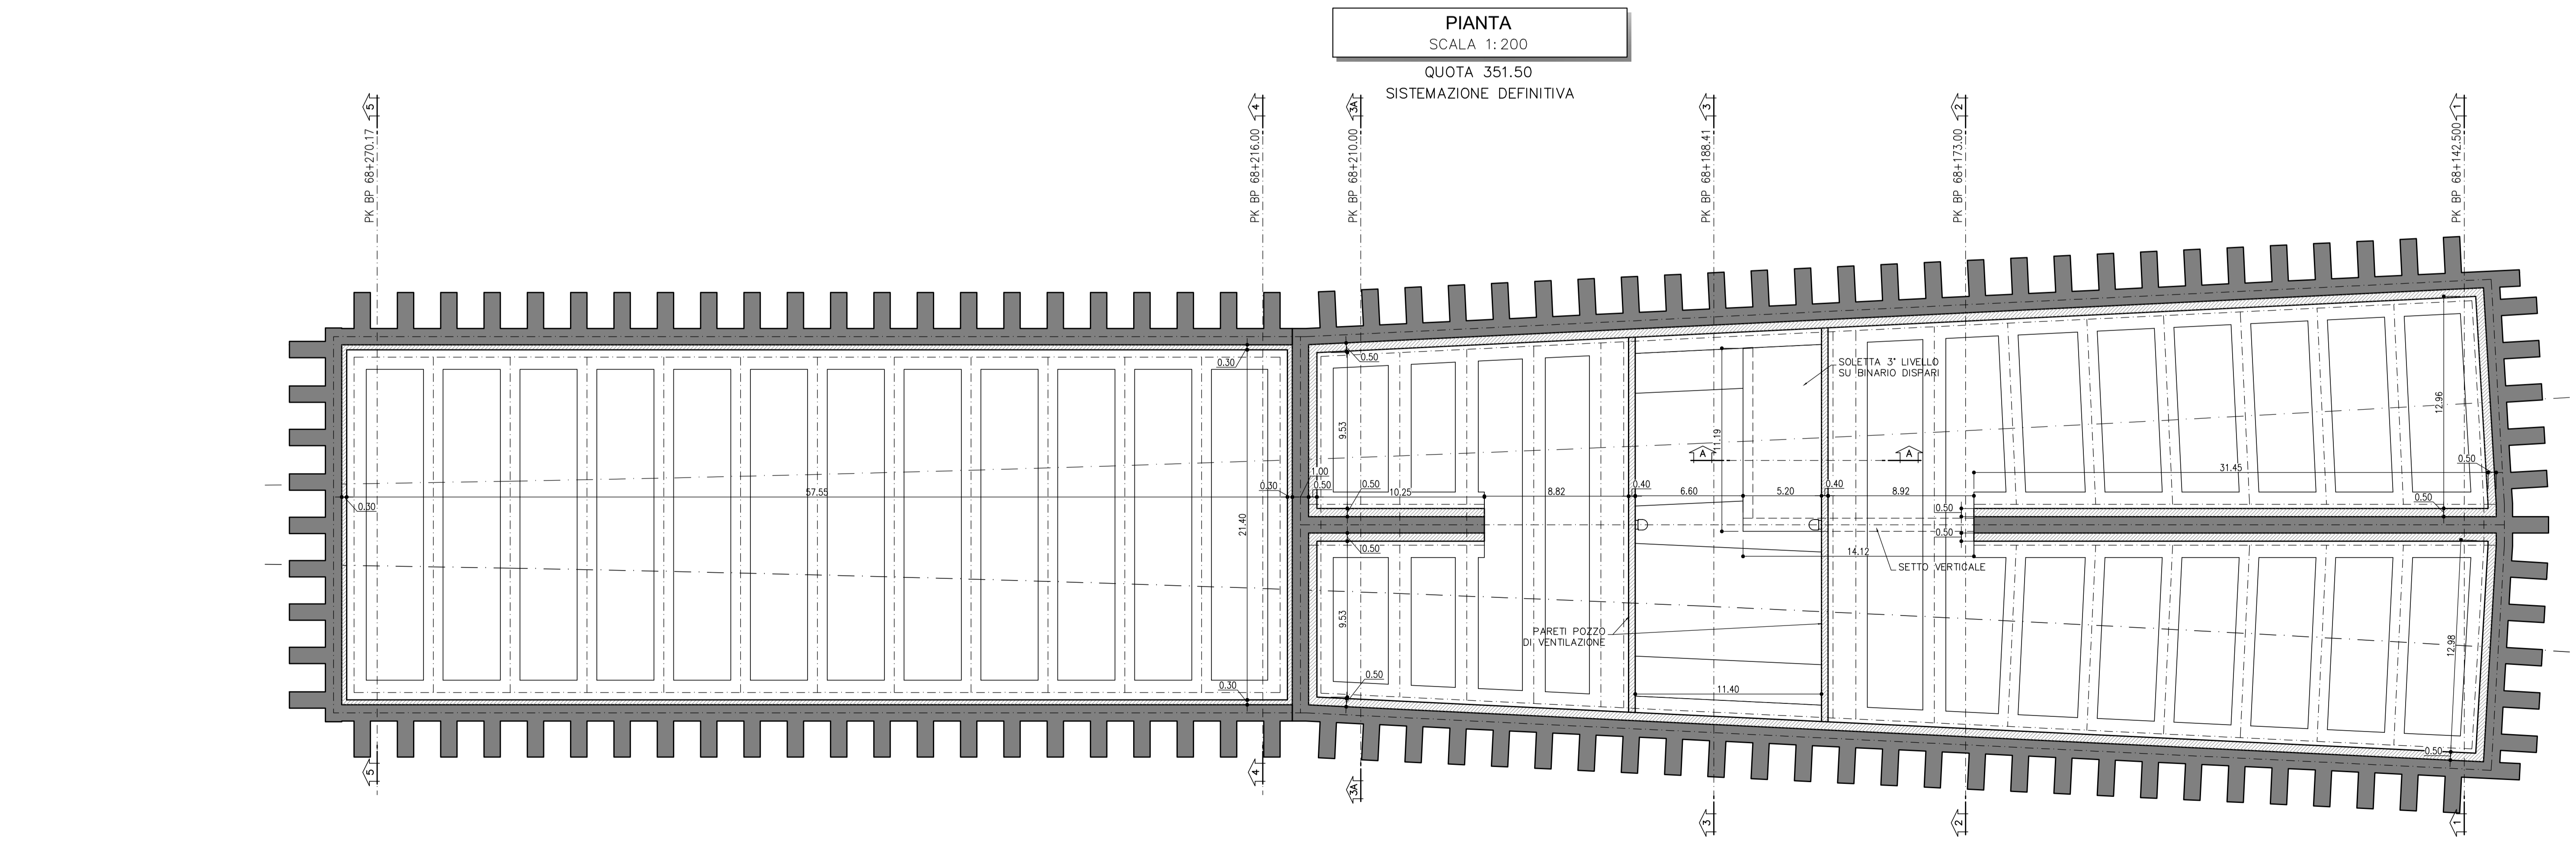 PIANTA
SCALA 1:200
QUOTA 351.50
SISTEMAZIONE DEFINITIVA
5
4
3A
3
2
1
PK BP 68+270.17
PK BP 68+216.00
PK BP 68+210.00
PK BP 68+188.41
PK BP 68+173.00
PK BP 68+142.500
0.30
0.50
SOLETTA 3° LIVELLO
SU BINARIO DISPARI
9.53
11.19
12.96
A
A
1.00
0.30
0.50
0.50
57.55
10.25
8.82
0.40
6.60
5.20
0.40
8.92
31.45
0.50
0.30
0.50
0.50
21.40
0.50
0.50
14.12
SETTO VERTICALE
9.53
PARETI POZZO
DI VENTILAZIONE
12.98
0.30
0.50
11.40
0.50
5
4
3A
3
2
1